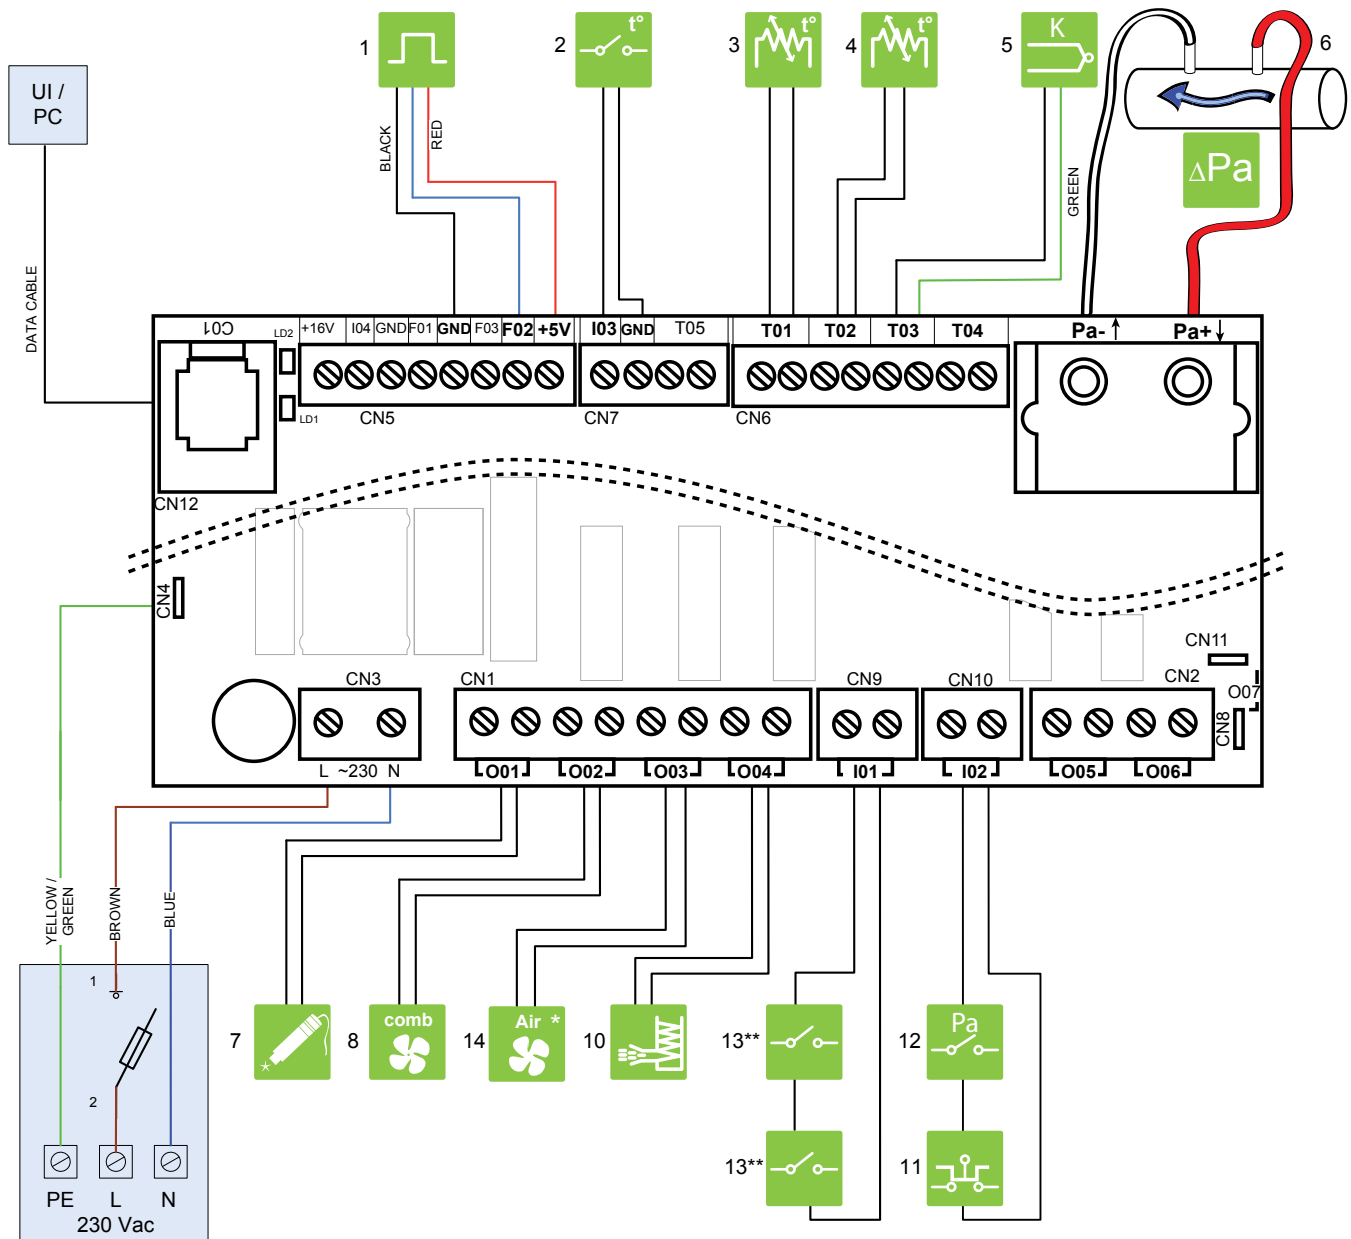 1
2 t°
3 t°
4 t°
5 K
6
UI /
PC
BLACK
RED
GREEN
ΔPa
DATA CABLE
C01
LD2
+16V I04 GND F01 GND F03 F02 +5V
I03 GND T05
T01 T02 T03 T04
Pa- Pa+
LD1
CN5
CN7
CN6
CN12
CN4
CN11
CN3
CN1
CN9
CN10
CN2
O07
CN8
L ~230 N
O01 O02 O03 O04
I01
I02
O05 O06
YELLOW /
GREEN
BROWN
BLUE
1
2
PE L N
230 Vac
7
8 comb
14 Air *
10
13**
12 Pa
13**
11